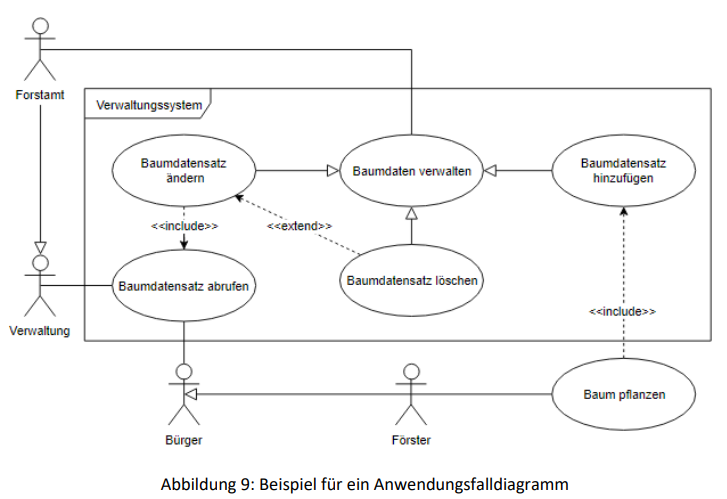 Forstamt
Verwaltungssystem
Baumdatensatz
ändern
Baumdaten verwalten
Baumdatensatz
hinzufügen
<<include>>
<<extend>>
Baumdatensatz abrufen
Baumdatensatz löschen
Verwaltung
<<include>>
Baum pflanzen
Bürger
Förster
Abbildung 9: Beispiel für ein Anwendungsfalldiagramm